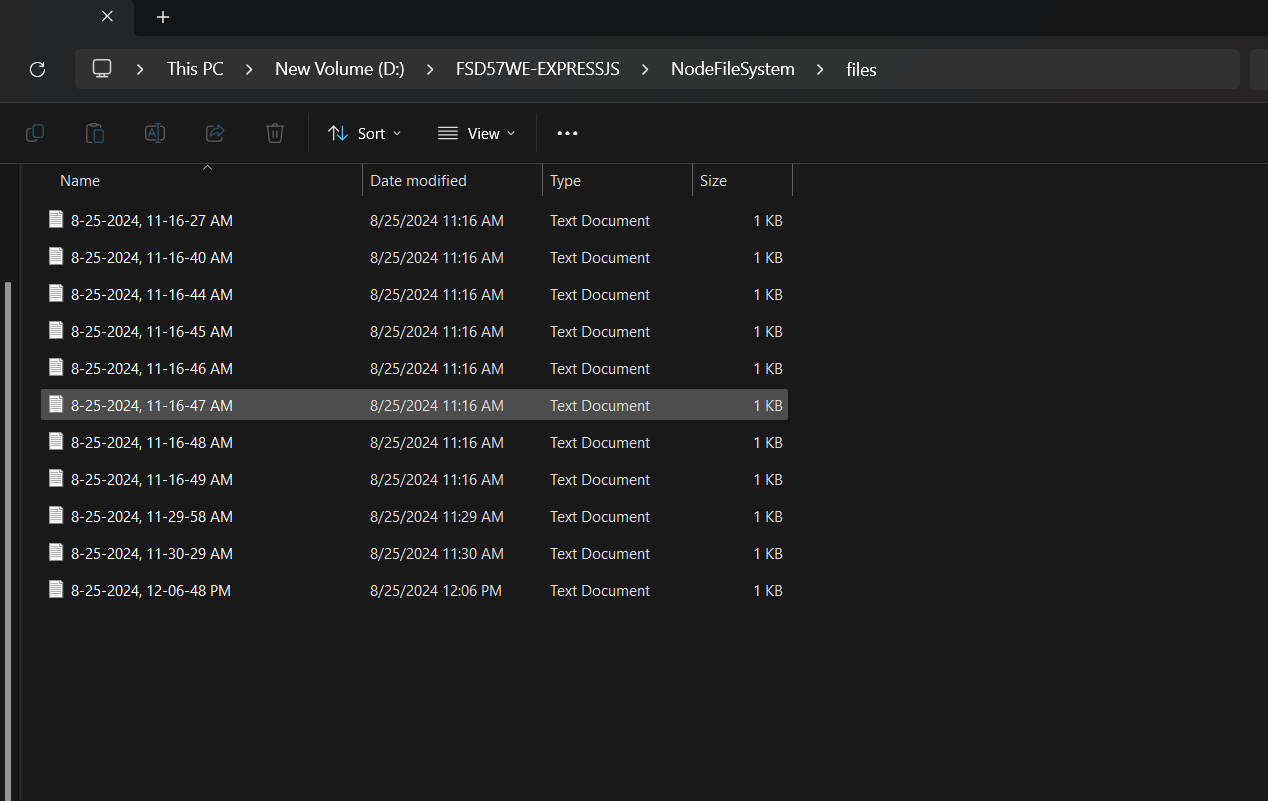 This PC > New Volume (D:) > FSD57WE-EXPRESSJS > NodeFileSystem > files
Sort View
Name Date modified Type Size
8-25-2024, 11-16-27 AM 8/25/2024 11:16 AM Text Document 1 KB
8-25-2024, 11-16-40 AM 8/25/2024 11:16 AM Text Document 1 KB
8-25-2024, 11-16-44 AM 8/25/2024 11:16 AM Text Document 1 KB
8-25-2024, 11-16-45 AM 8/25/2024 11:16 AM Text Document 1 KB
8-25-2024, 11-16-46 AM 8/25/2024 11:16 AM Text Document 1 KB
8-25-2024, 11-16-47 AM 8/25/2024 11:16 AM Text Document 1 KB
8-25-2024, 11-16-48 AM 8/25/2024 11:16 AM Text Document 1 KB
8-25-2024, 11-16-49 AM 8/25/2024 11:16 AM Text Document 1 KB
8-25-2024, 11-29-58 AM 8/25/2024 11:29 AM Text Document 1 KB
8-25-2024, 11-30-29 AM 8/25/2024 11:30 AM Text Document 1 KB
8-25-2024, 12-06-48 PM 8/25/2024 12:06 PM Text Document 1 KB